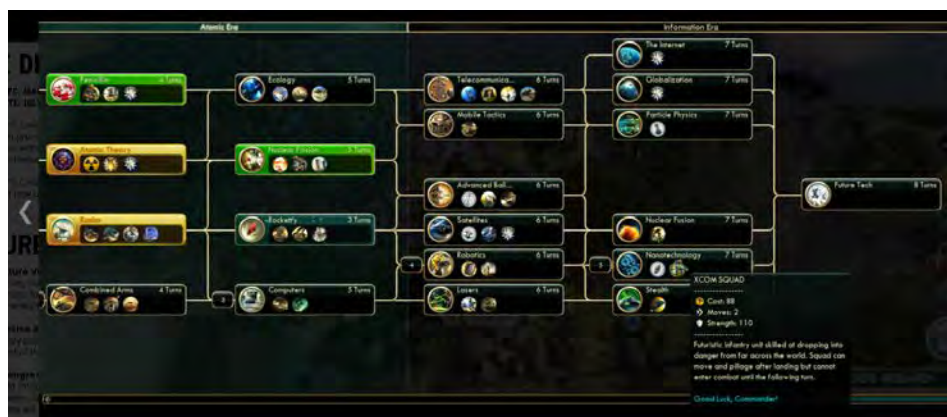 Atomic Era
Information Era
Penicillin 4 Turns
Ecology 5 Turns
Telecommunica... 6 Turns
The Internet 7 Turns
Globalization 7 Turns
Mobile Tactics 6 Turns
Particle Physics 7 Turns
Atomic Theory
Nuclear Fission 5 Turns
Advanced Ball... 6 Turns
Future Tech 8 Turns
Radar
Rocketry 3 Turns
Satellites 6 Turns
Nuclear Fusion 7 Turns
Robotics 6 Turns
Nanotechnology 7 Turns
Combined Arms 4 Turns
Computers 5 Turns
Lasers 6 Turns
Stealth
XCOM SQUAD
Cost: 88
Moves: 2
Strength: 110
Futuristic infantry unit skilled at dropping into
danger from far across the world. Squad can
move and pillage after landing but cannot
enter combat until the following turn.
Good Luck, Commander!